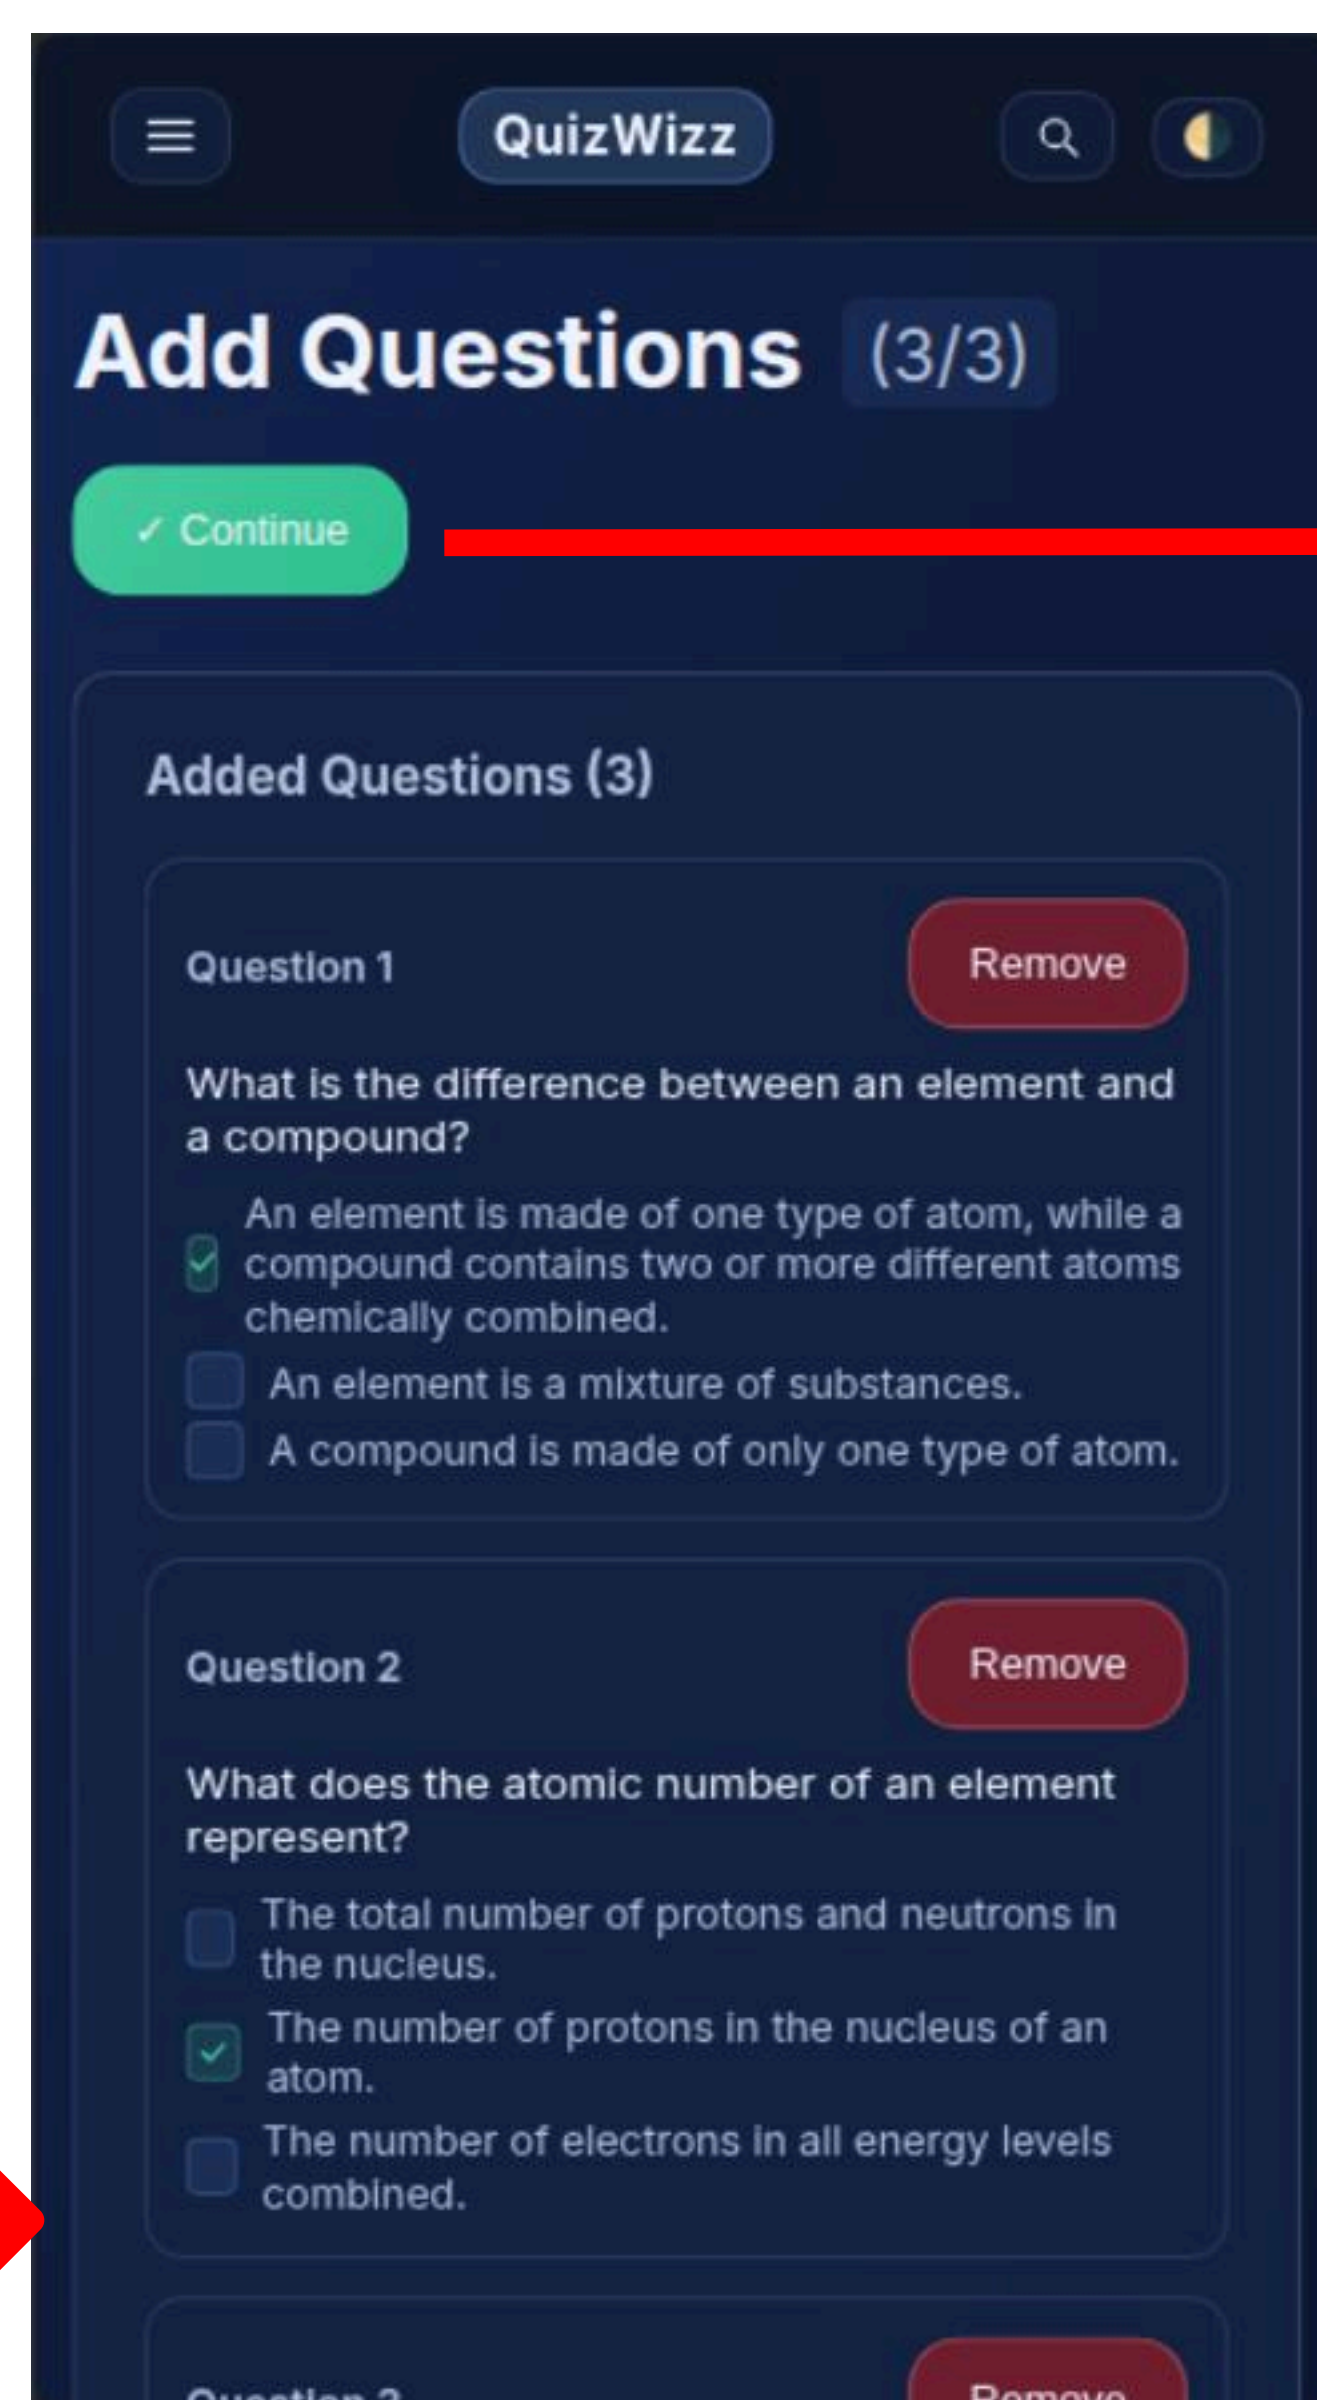 QuizWizz
Add Questions (3/3)
✓ Continue
Added Questions (3)
Question 1
Remove
What is the difference between an element and
a compound?
An element is made of one type of atom, while a
compound contains two or more different atoms
chemically combined.
An element is a mixture of substances.
A compound is made of only one type of atom.
Question 2
Remove
What does the atomic number of an element
represent?
The total number of protons and neutrons in
the nucleus.
The number of protons in the nucleus of an
atom.
The number of electrons in all energy levels
combined.
Question 3
Remove